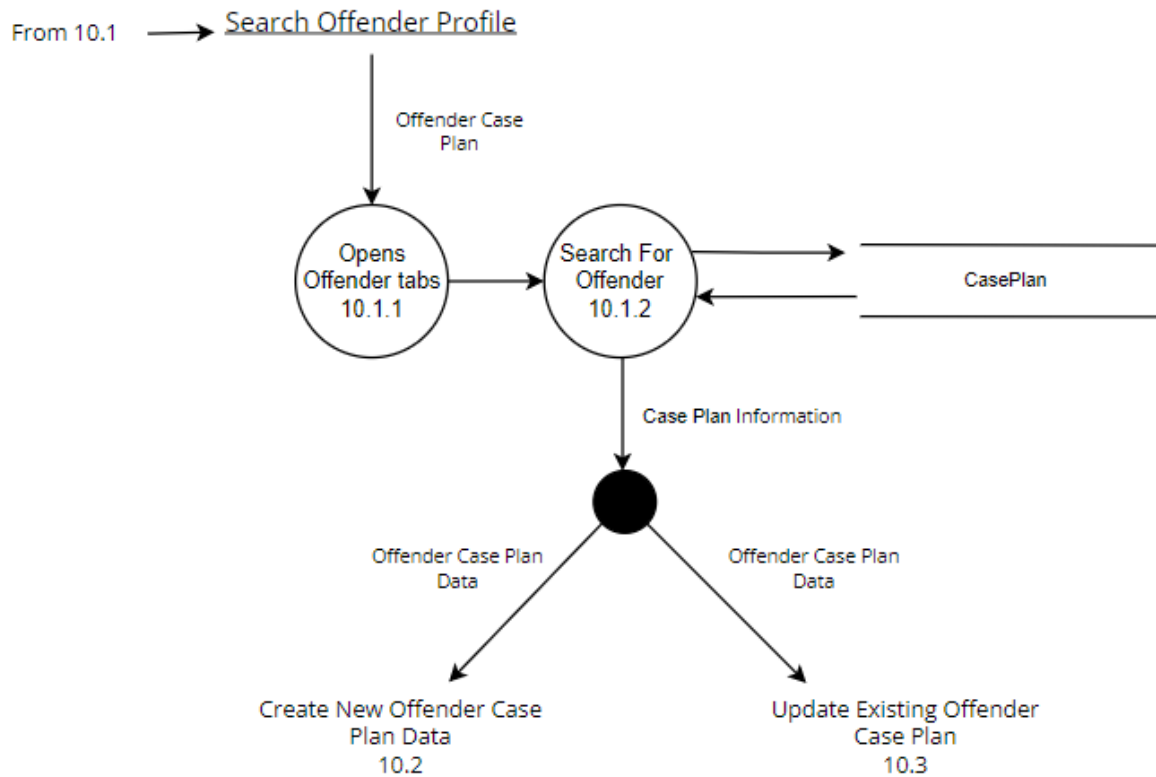 From 10.1
Search Offender Profile
Offender Case
Plan
Opens
Offender tabs
10.1.1
Search For
Offender
10.1.2
CasePlan
Case Plan Information
Offender Case Plan
Data
Offender Case Plan
Data
Create New Offender Case
Plan Data
10.2
Update Existing Offender
Case Plan
10.3